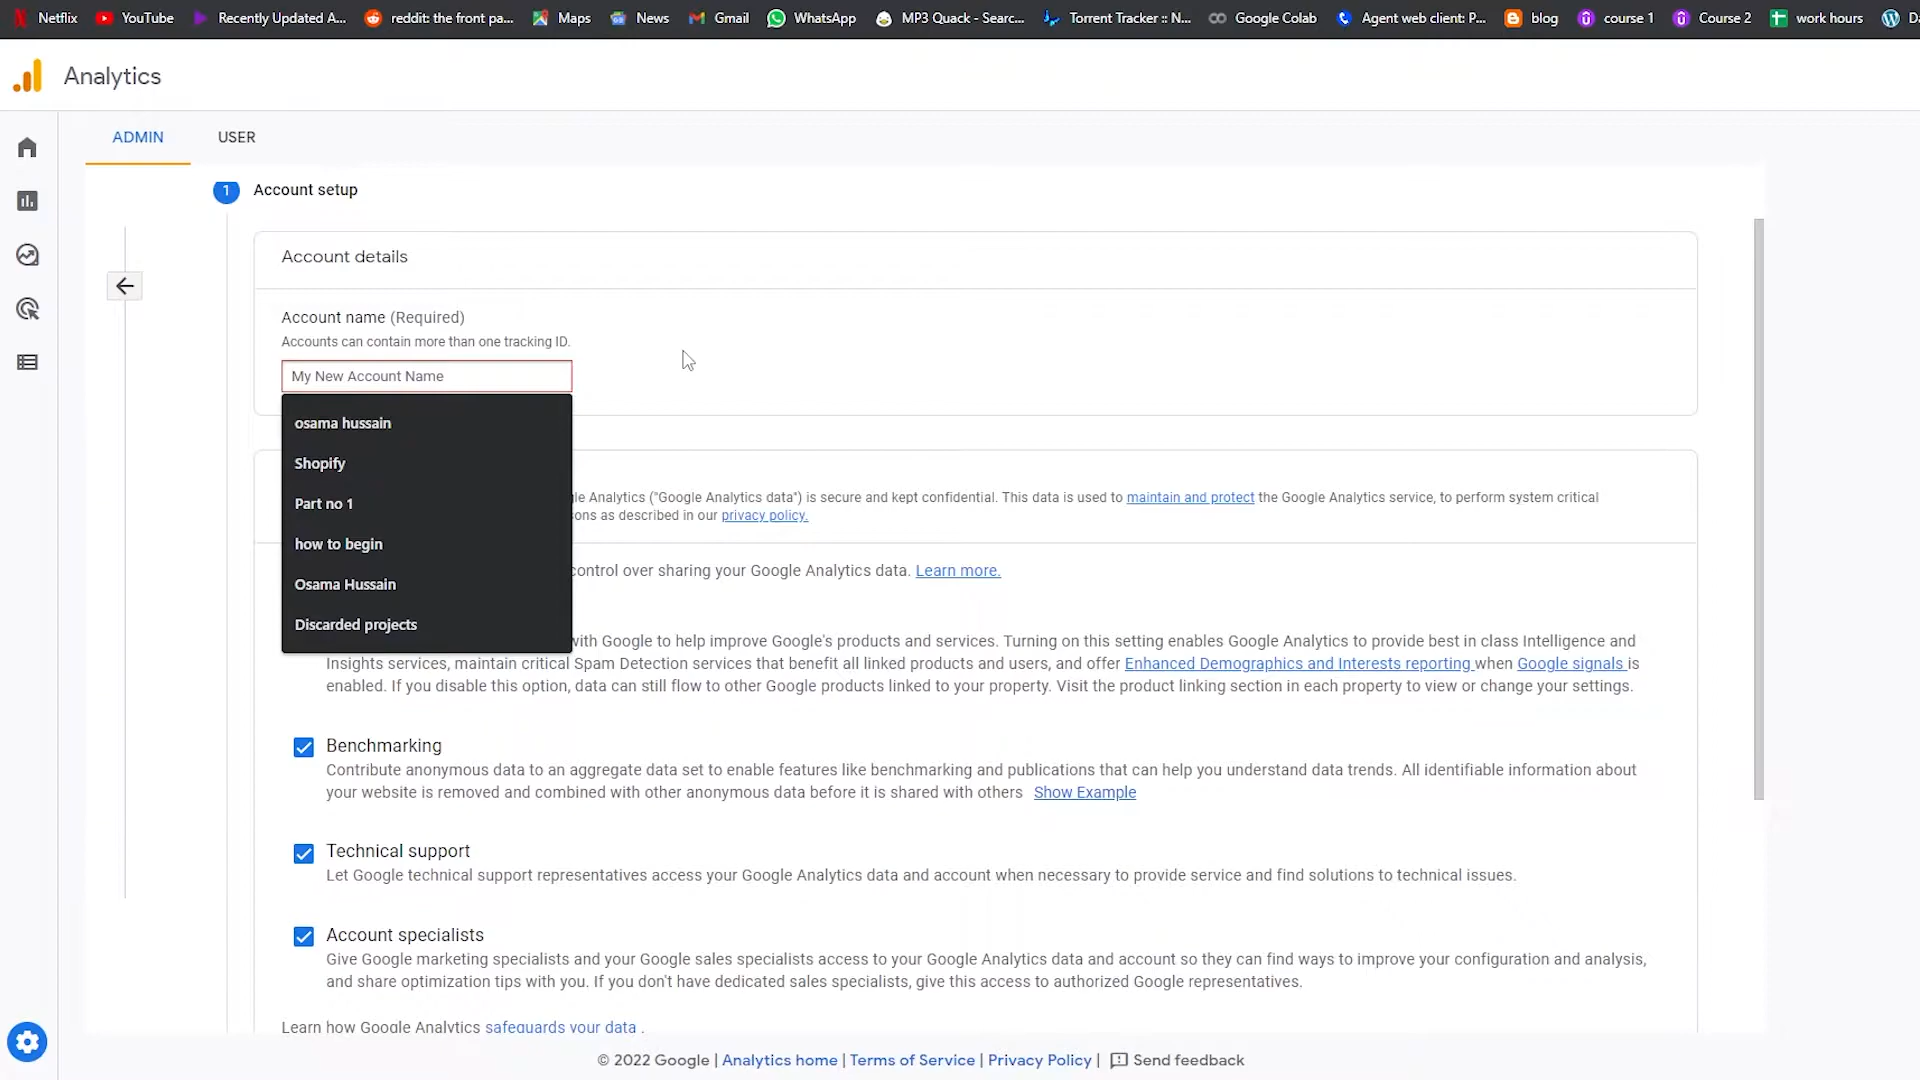 Netflix YouTube Recently Updated A... reddit: the front pa... Maps News Gmail WhatsApp MP3 Quack - Searc... Torrent Tracker :: N... Google Colab Agent web client: P... blog course 1 Course 2 work hours
Analytics
ADMIN USER
1 Account setup
Account details
Account name (Required)
Accounts can contain more than one tracking ID.
My New Account Name
osama hussain
Shopify
Part no 1
how to begin
Osama Hussain
Discarded projects
le Analytics ("Google Analytics data") is secure and kept confidential. This data is used to maintain and protect the Google Analytics service, to perform system critical
ons as described in our privacy policy.
control over sharing your Google Analytics data. Learn more.
with Google to help improve Google's products and services. Turning on this setting enables Google Analytics to provide best in class Intelligence and
Insights services, maintain critical Spam Detection services that benefit all linked products and users, and offer Enhanced Demographics and Interests reporting when Google signals is
enabled. If you disable this option, data can still flow to other Google products linked to your property. Visit the product linking section in each property to view or change your settings.
Benchmarking
Contribute anonymous data to an aggregate data set to enable features like benchmarking and publications that can help you understand data trends. All identifiable information about
your website is removed and combined with other anonymous data before it is shared with others Show Example
Technical support
Let Google technical support representatives access your Google Analytics data and account when necessary to provide service and find solutions to technical issues.
Account specialists
Give Google marketing specialists and your Google sales specialists access to your Google Analytics data and account so they can find ways to improve your configuration and analysis,
and share optimization tips with you. If you don't have dedicated sales specialists, give this access to authorized Google representatives.
Learn how Google Analytics safeguards your data .
© 2022 Google | Analytics home | Terms of Service | Privacy Policy | Send feedback